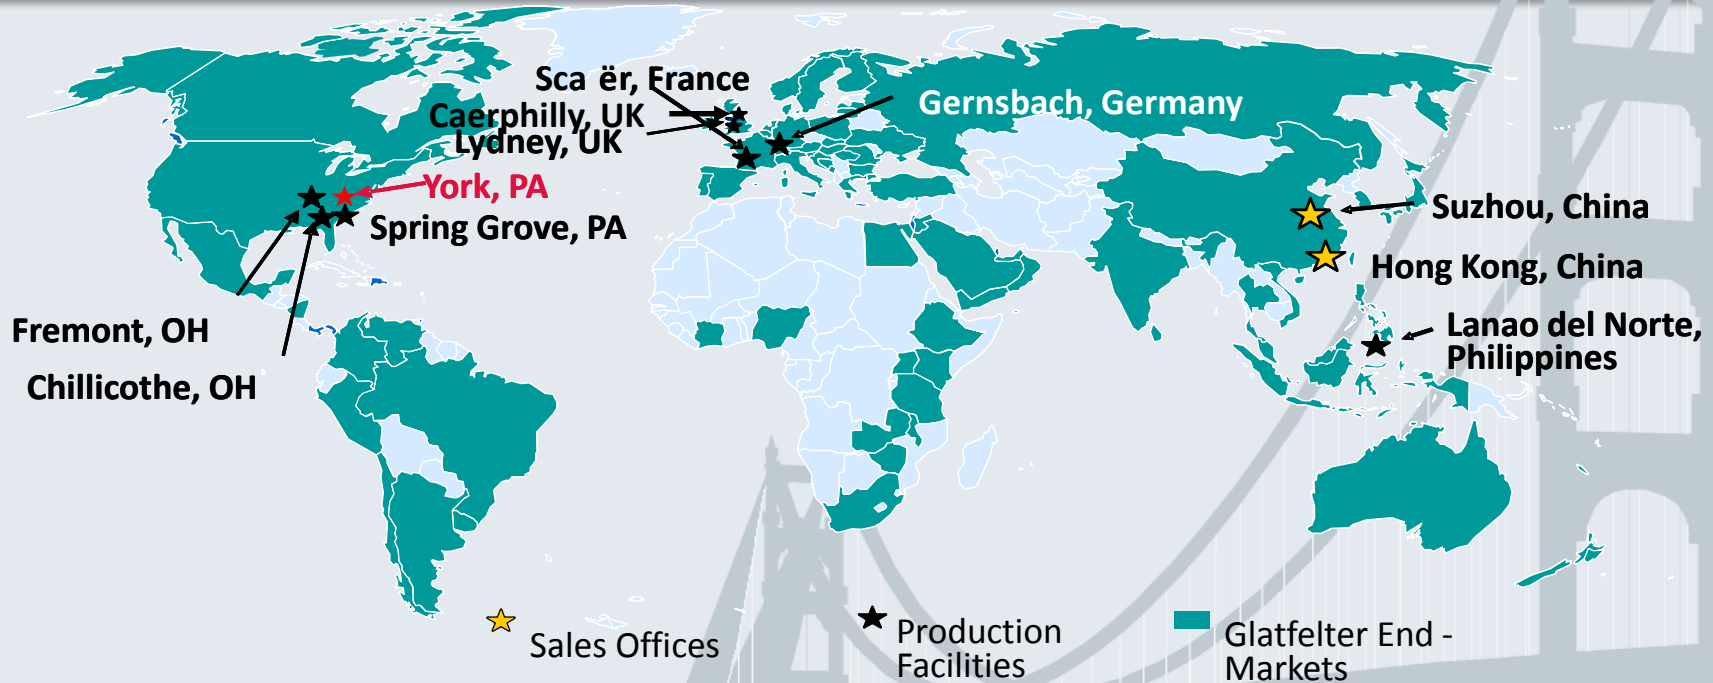 Sca ër, France
Caerphilly, UK
Lydney, UK
Gernsbach, Germany
York, PA
Spring Grove, PA
Suzhou, China
Hong Kong, China
Fremont, OH
Lanao del Norte,
Philippines
Chillicothe, OH
Sales Offices
Production
Facilities
Glatfelter End -
Markets